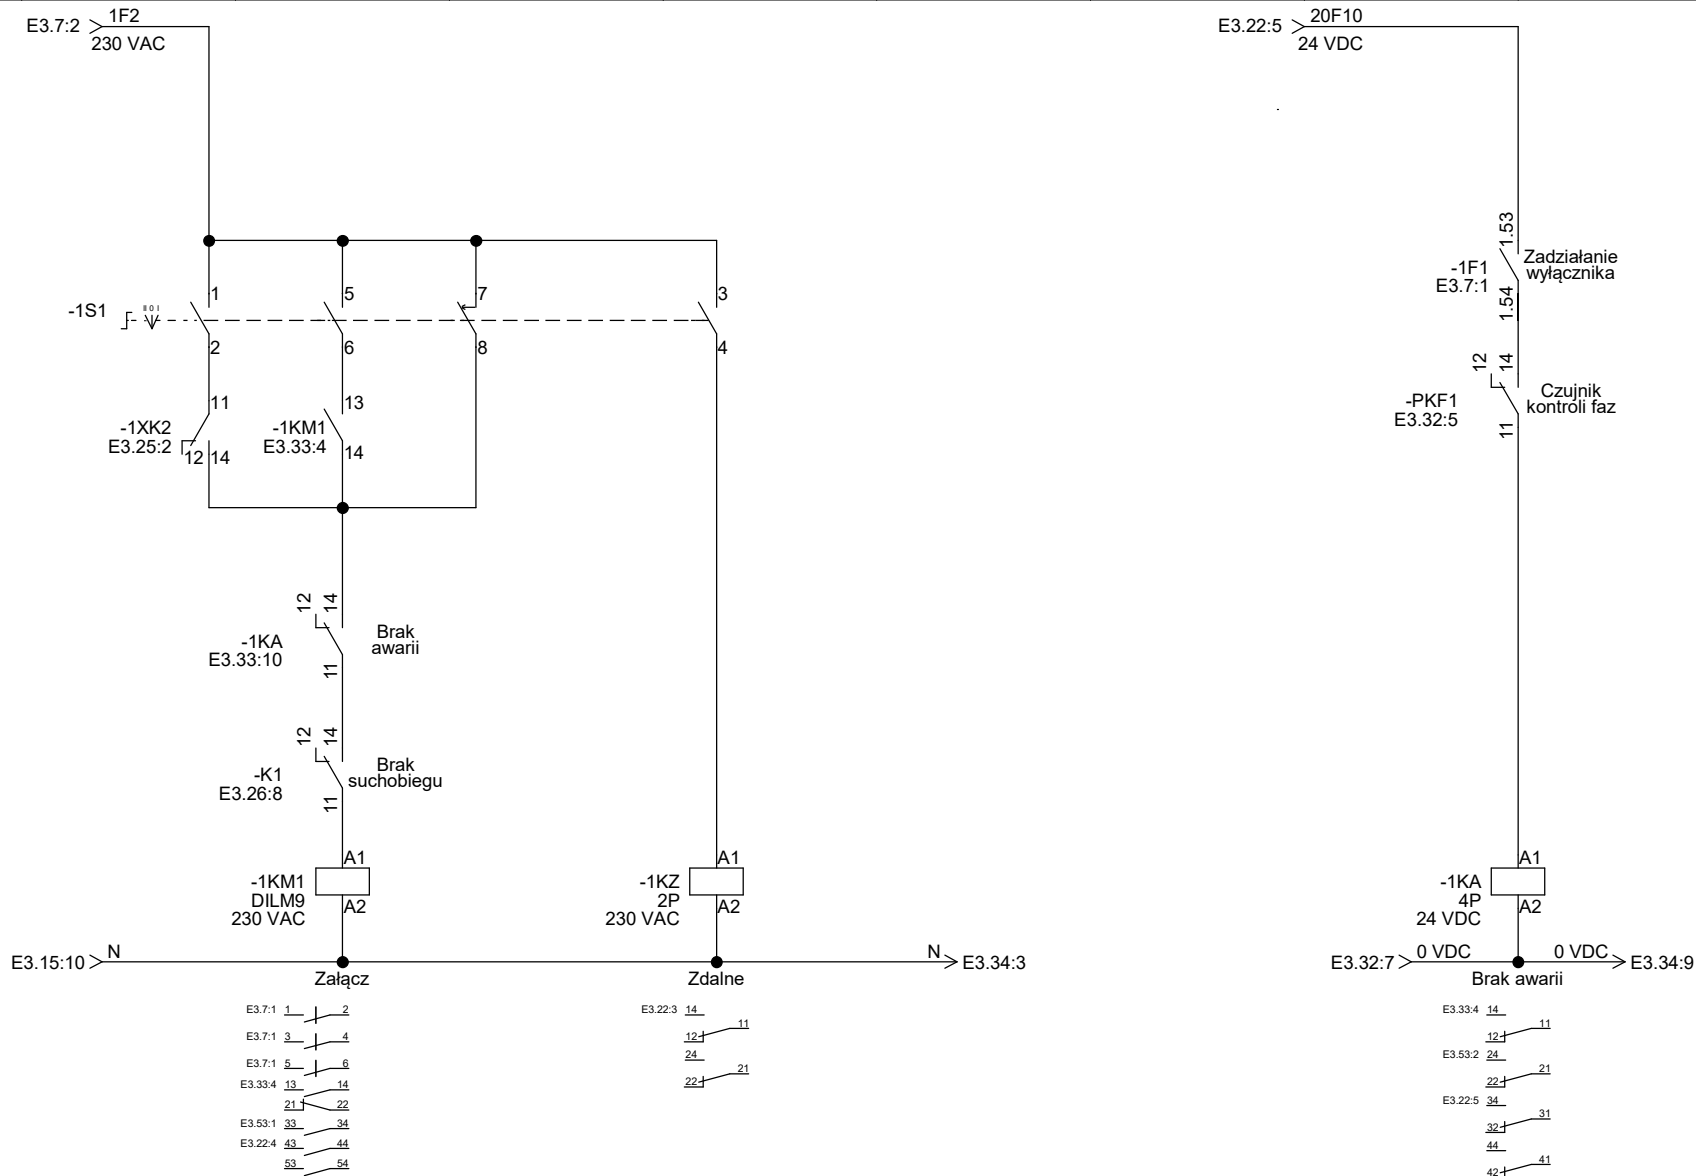 E3.7:2
1F2
230 VAC
E3.22:5
20F10
24 VDC
1.53
Zadziałanie
wyłącznika
-1F1
E3.7:1
1.54
-1S1
II 0 I
1
2
5
6
7
8
3
4
12
14
Czujnik
kontroli faz
-PKF1
E3.32:5
11
11
-1XK2
E3.25:2
12
14
13
-1KM1
E3.33:4
14
12
14
-1KA
E3.33:10
Brak
awarii
11
12
14
-K1
E3.26:8
Brak
suchobiegu
11
A1
-1KM1
DILM9
230 VAC
A2
A1
-1KZ
2P
230 VAC
A2
A1
-1KA
4P
24 VDC
A2
E3.15:10
N
N
E3.34:3
E3.32:7
0 VDC
0 VDC
E3.34:9
Załącz
Zdalne
Brak awarii
E3.7:1 1 2
E3.7:1 3 4
E3.7:1 5 6
E3.33:4 13 14
21 22
E3.53:1 33 34
E3.22:4 43 44
53 54
E3.22:3 14
11
12
24
21
22
E3.33:4 14
11
12
E3.53:2 24
21
22
E3.22:5 34
31
32
44
41
42